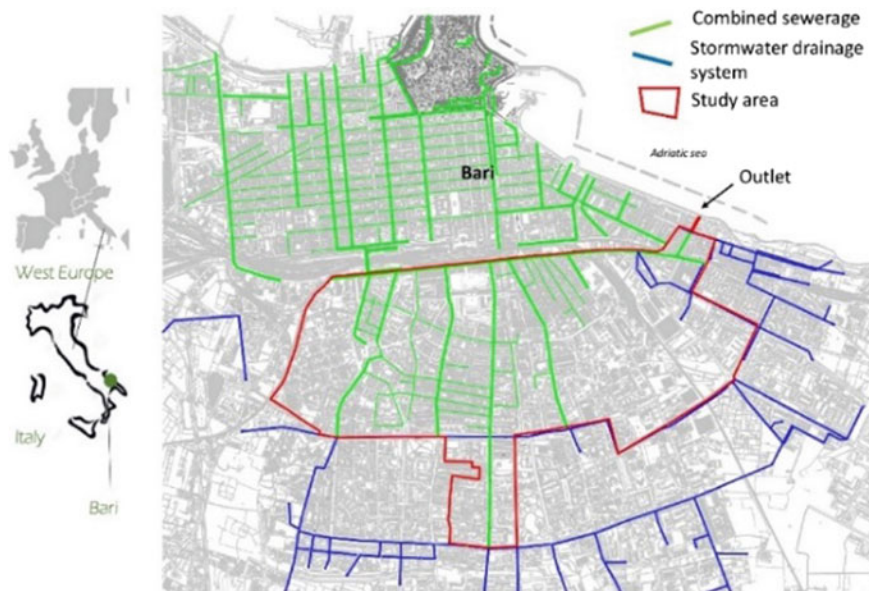 Combined sewerage
Stormwater drainage
system
Study area
Adriatic sea
Bari
Outlet
West Europe
Italy
Bari